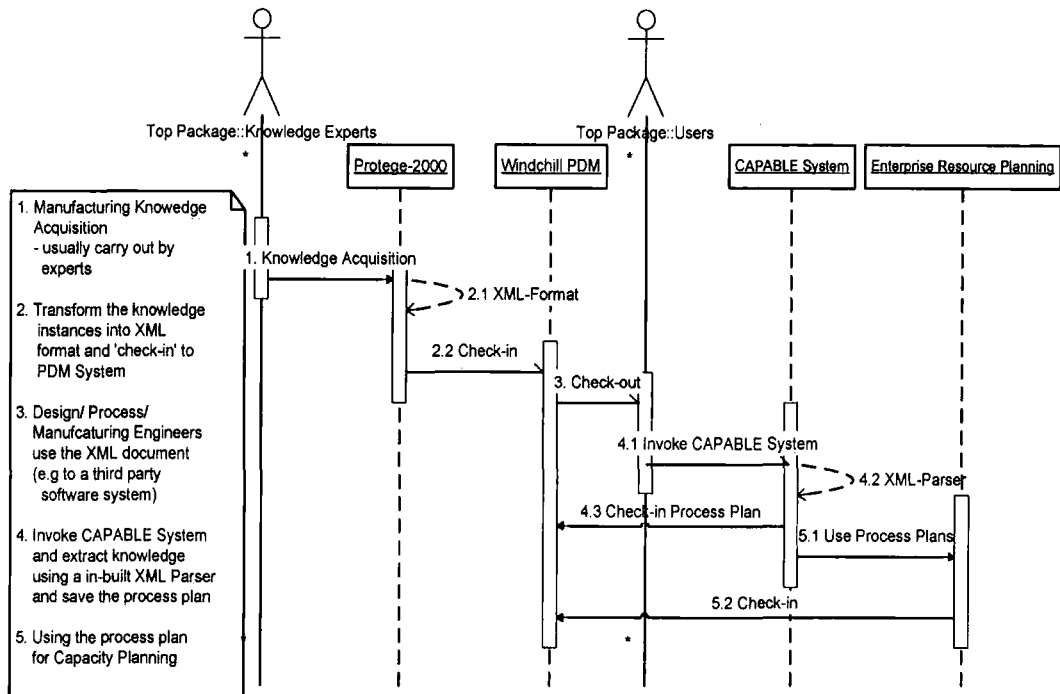 Top Package::Knowledge Experts
*
Top Package::Users
*
Protege-2000
Windchill PDM
CAPABLE System
Enterprise Resource Planning
1. Manufacturing Knowedge
Acquisition
- usually carry out by
experts
2. Transform the knowledge
instances into XML
format and 'check-in' to
PDM System
3. Design/ Process/
Manufcaturing Engineers
use the XML document
(e.g to a third party
software system)
4. Invoke CAPABLE System
and extract knowledge
using a in-built XML Parser
and save the process plan
5. Using the process plan
for Capacity Planning
1. Knowledge Acquisition
2.1 XML-Format
2.2 Check-in
3. Check-out
4.1 Invoke CAPABLE System
4.2 XML-Parser
4.3 Check-in Process Plan
5.1 Use Process Plans
5.2 Check-in
*